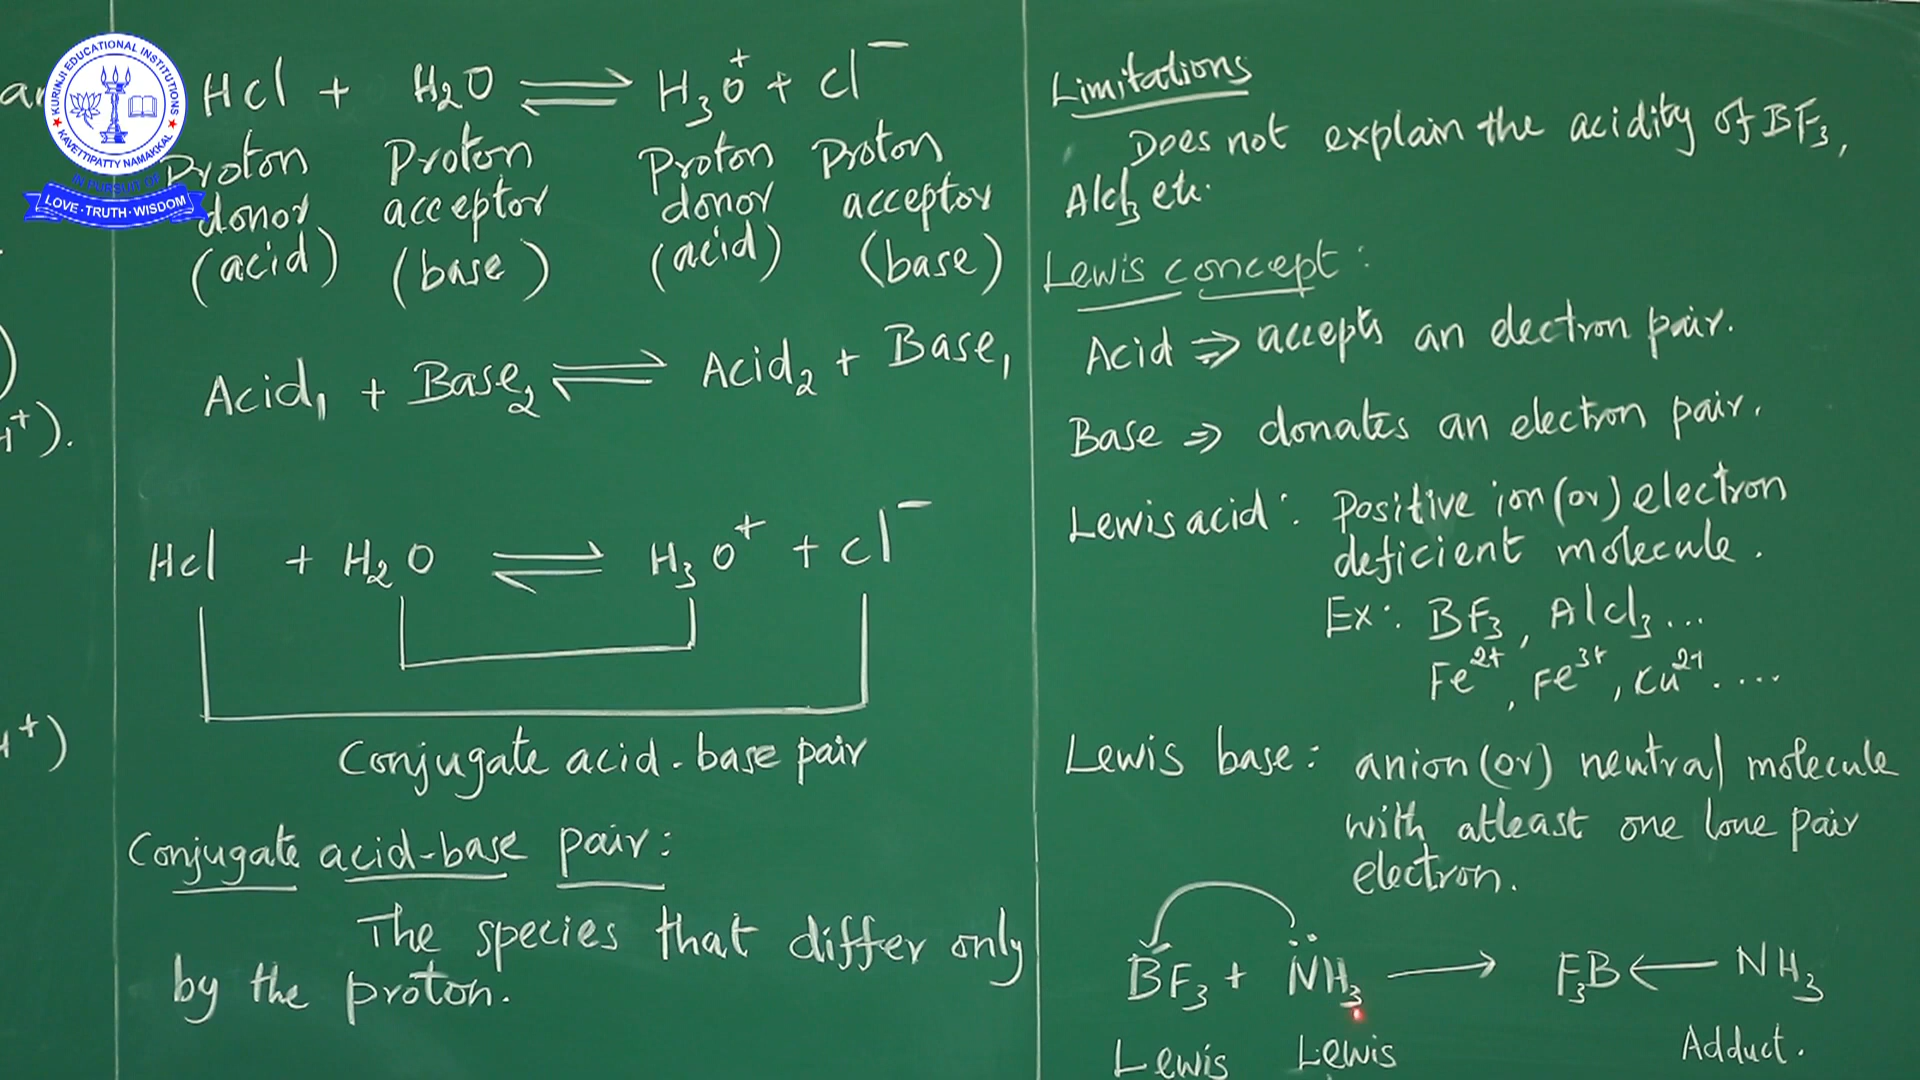 KURINJI EDUCATIONAL INSTITUTIONS
KAVETTIPATTY NAMAKKAL
IN PURSUIT OF
LOVE · TRUTH · WISDOM
Hcl + H₂O ⇌ H₃O⁺ + cl⁻
Proton Proton Proton Proton
donor acceptor donor acceptor
(acid) (base) (acid) (base)
Acid₁ + Base₂ ⇌ Acid₂ + Base₁
Hcl + H₂O ⇌ H₃O⁺ + cl⁻
Conjugate acid-base pair
Conjugate acid-base pair:
The species that differ only
by the proton.
Limitations
Does not explain the acidity of BF₃,
Alcl₃ etc.
Lewis concept:
Acid ⇒ accepts an electron pair.
Base ⇒ donates an electron pair.
Lewis acid: Positive ion (or) electron
deficient molecule.
Ex: BF₃, Alcl₃...
Fe²⁺, Fe³⁺, Cu²⁺....
Lewis base: anion (or) neutral molecule
with atleast one lone pair
electron.
BF₃ + N̈H₃ → F₃B ← NH₃
Lewis Lewis Adduct.